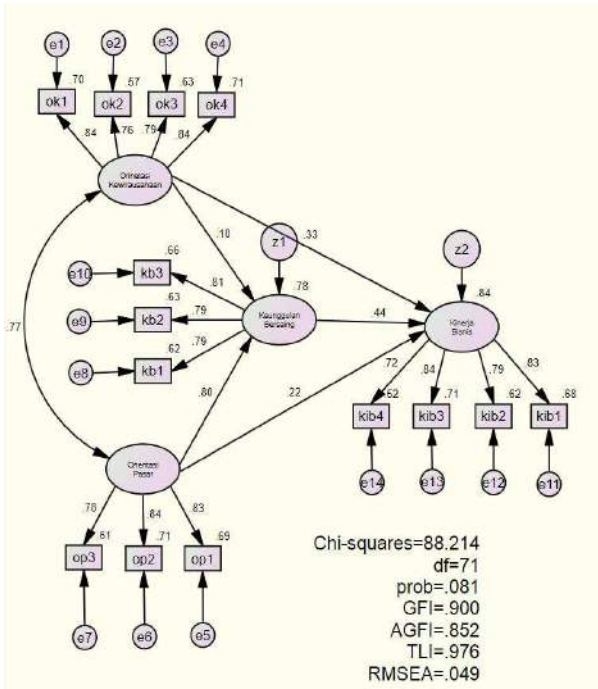 e1 e2 e3 e4
.70 .57 .63 .71
ok1 ok2 ok3 ok4
.84 .76 .79 .84
Orinetasi
Kewirausahaan
.10 .33
z1 z2
.66 .78 .84
e10 kb3 .81
.77
.63
e9 kb2 .79
Keunggulan
Bersaing
.44
Kinerja
Bisnis
.62 .79
e8 kb1
.80 .22
.72 .84 .79 .83
.52 .71 .62 .68
kib4 kib3 kib2 kib1
e14 e13 e12 e11
Orientasi
Pasar
.78 .84 .83
.61 .71 .69
op3 op2 op1
e7 e6 e5
Chi-squares=88.214
df=71
prob=.081
GFI=.900
AGFI=.852
TLI=.976
RMSEA=.049